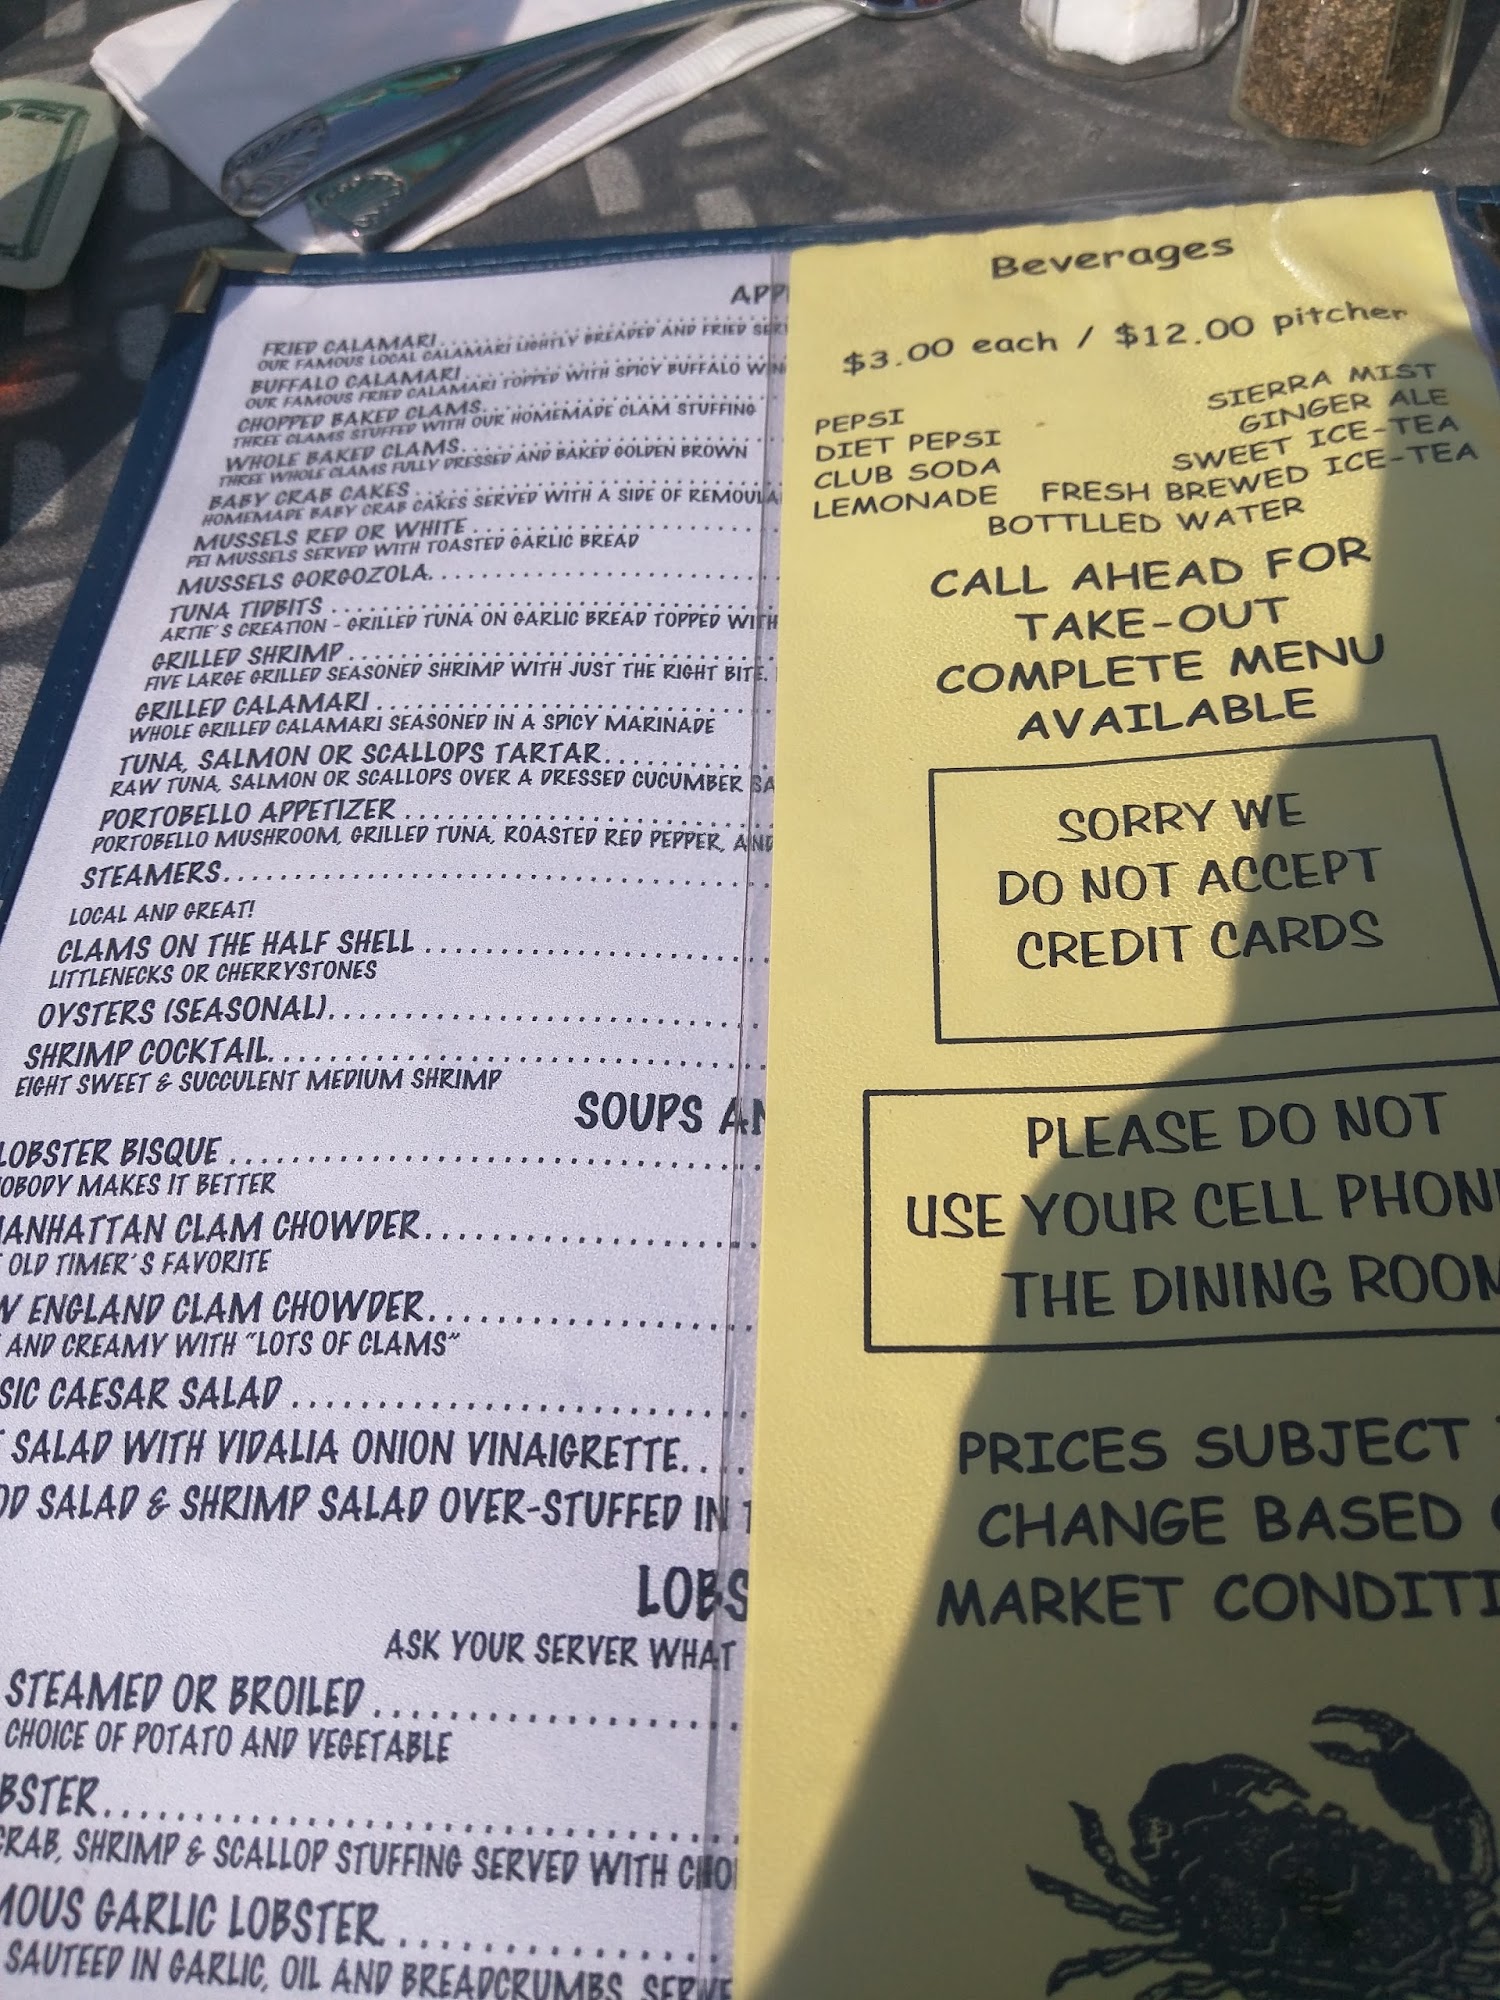 APP
FRIED CALAMARI
OUR FAMOUS LOCAL CALAMARI LIGHTLY BREADED AND FRIED
BUFFALO CALAMARI
OUR FAMOUS FRIED CALAMARI TOPPED WITH SPICY BUFFALO
CHOPPED BAKED CLAMS
THREE CLAMS STUFFED WITH OUR HOMEMADE CLAM STUFFING
WHOLE BAKED CLAMS
THREE WHOLE CLAMS FULLY DRESSED AND BAKED GOLDEN BROWN
BABY CRAB CAKES
HOMEMADE BABY CRAB CAKES SERVED WITH A SIDE OF REMOULA
MUSSELS RED OR WHITE
PEI MUSSELS SERVED WITH TOASTED GARLIC BREAD
MUSSELS GORGOZOLA
TUNA TIDBITS
ARTIE'S CREATION - GRILLED TUNA ON GARLIC BREAD TOPPED WITH
GRILLED SHRIMP
FIVE LARGE GRILLED SEASONED SHRIMP WITH JUST THE RIGHT BITE.
GRILLED CALAMARI
WHOLE GRILLED CALAMARI SEASONED IN A SPICY MARINADE
TUNA, SALMON OR SCALLOPS TARTAR
RAW TUNA, SALMON OR SCALLOPS OVER A DRESSED CUCUMBER SA
PORTOBELLO APPETIZER
PORTOBELLO MUSHROOM, GRILLED TUNA, ROASTED RED PEPPER, AND
STEAMERS
LOCAL AND GREAT!
CLAMS ON THE HALF SHELL
LITTLENECKS OR CHERRYSTONES
OYSTERS (SEASONAL)
SHRIMP COCKTAIL
EIGHT SWEET & SUCCULENT MEDIUM SHRIMP
SOUPS AN
LOBSTER BISQUE
OBODY MAKES IT BETTER
MANHATTAN CLAM CHOWDER
OLD TIMER'S FAVORITE
W ENGLAND CLAM CHOWDER
AND CREAMY WITH "LOTS OF CLAMS"
SIC CAESAR SALAD
SALAD WITH VIDALIA ONION VINAIGRETTE
OD SALAD & SHRIMP SALAD OVER-STUFFED IN
LOBS
ASK YOUR SERVER WHAT
STEAMED OR BROILED
CHOICE OF POTATO AND VEGETABLE
BSTER
CRAB, SHRIMP & SCALLOP STUFFING SERVED WITH CHOI
MOUS GARLIC LOBSTER
SAUTEED IN GARLIC, OIL AND BREADCRUMBS, SERVE
Beverages
$3.00 each / $12.00 pitcher
PEPSI SIERRA MIST
DIET PEPSI GINGER ALE
CLUB SODA SWEET ICE-TEA
LEMONADE FRESH BREWED ICE-TEA
BOTTLLED WATER
CALL AHEAD FOR
TAKE-OUT
COMPLETE MENU
AVAILABLE
SORRY WE
DO NOT ACCEPT
CREDIT CARDS
PLEASE DO NOT
USE YOUR CELL PHON
THE DINING ROOM
PRICES SUBJECT
CHANGE BASED
MARKET CONDITI